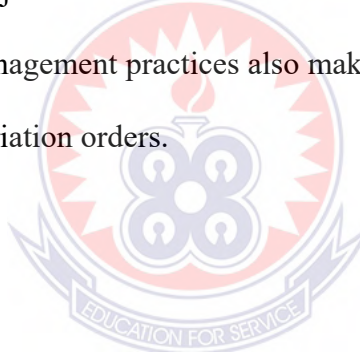 nagement practices also mak
iation orders.
EDUCATION FOR SERVICE